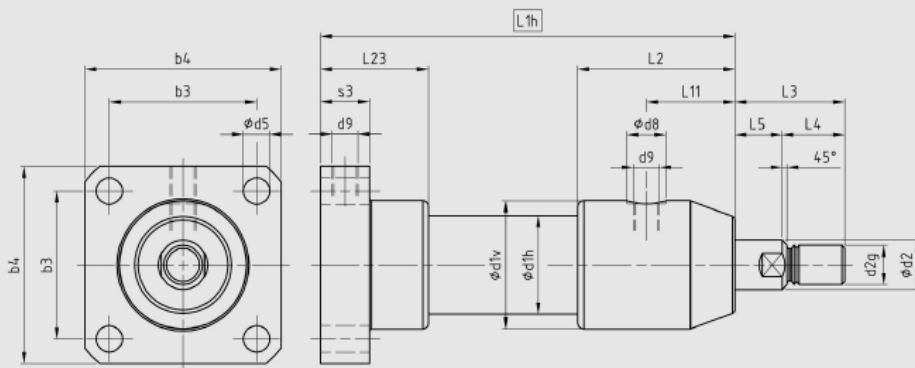 L1h
b4
L23
L2
b3
s3
L11
L3
ϕd5
d9
ϕd8
L5
L4
d9
45°
b4
b3
ϕd1v
ϕd1h
d2g
ϕd2